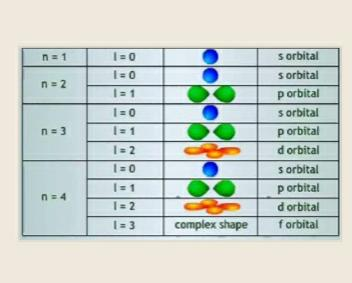 n = 1 l = 0 s orbital
n = 2 l = 0 s orbital
l = 1 p orbital
n = 3 l = 0 s orbital
l = 1 p orbital
l = 2 d orbital
n = 4 l = 0 s orbital
l = 1 p orbital
l = 2 d orbital
l = 3 complex shape f orbital